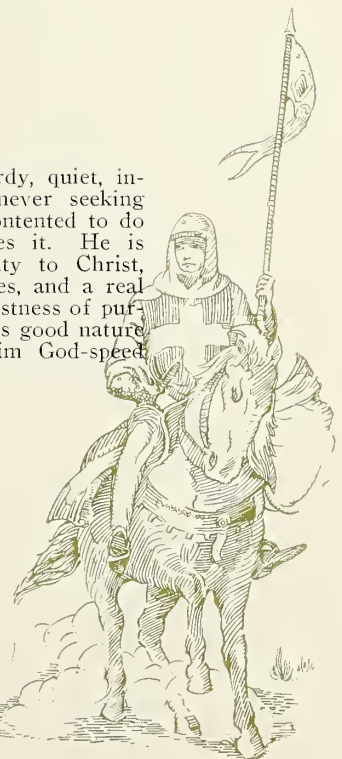 rdy, quiet, in-
never seeking
ontented to do
es it. He is
ty to Christ,
es, and a real
stness of pur-
s good nature
im God-speed